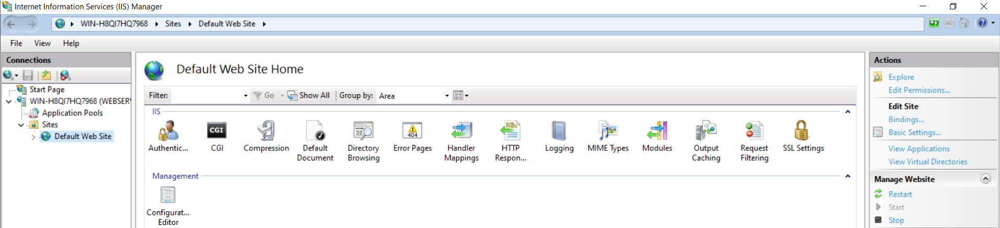 Internet Information Services (IIS) Manager
WIN-H8QI7HQ7968 Sites Default Web Site
File View Help
Connections
Start Page
WIN-H8QI7HQ7968 (WEBSERV
Application Pools
Sites
Default Web Site
Default Web Site Home
Filter: Go Show All Group by: Area
IIS
Authentic...
CGI
CGI
Compression
Default
Document
Directory
Browsing
404
Error Pages
Handler
Mappings
HTTP
Respon...
Logging
MIME Types
Modules
Output
Caching
Request
Filtering
SSL Settings
Management
Configurat...
Editor
Actions
Explore
Edit Permissions...
Edit Site
Bindings...
Basic Settings...
View Applications
View Virtual Directories
Manage Website
Restart
Start
Stop